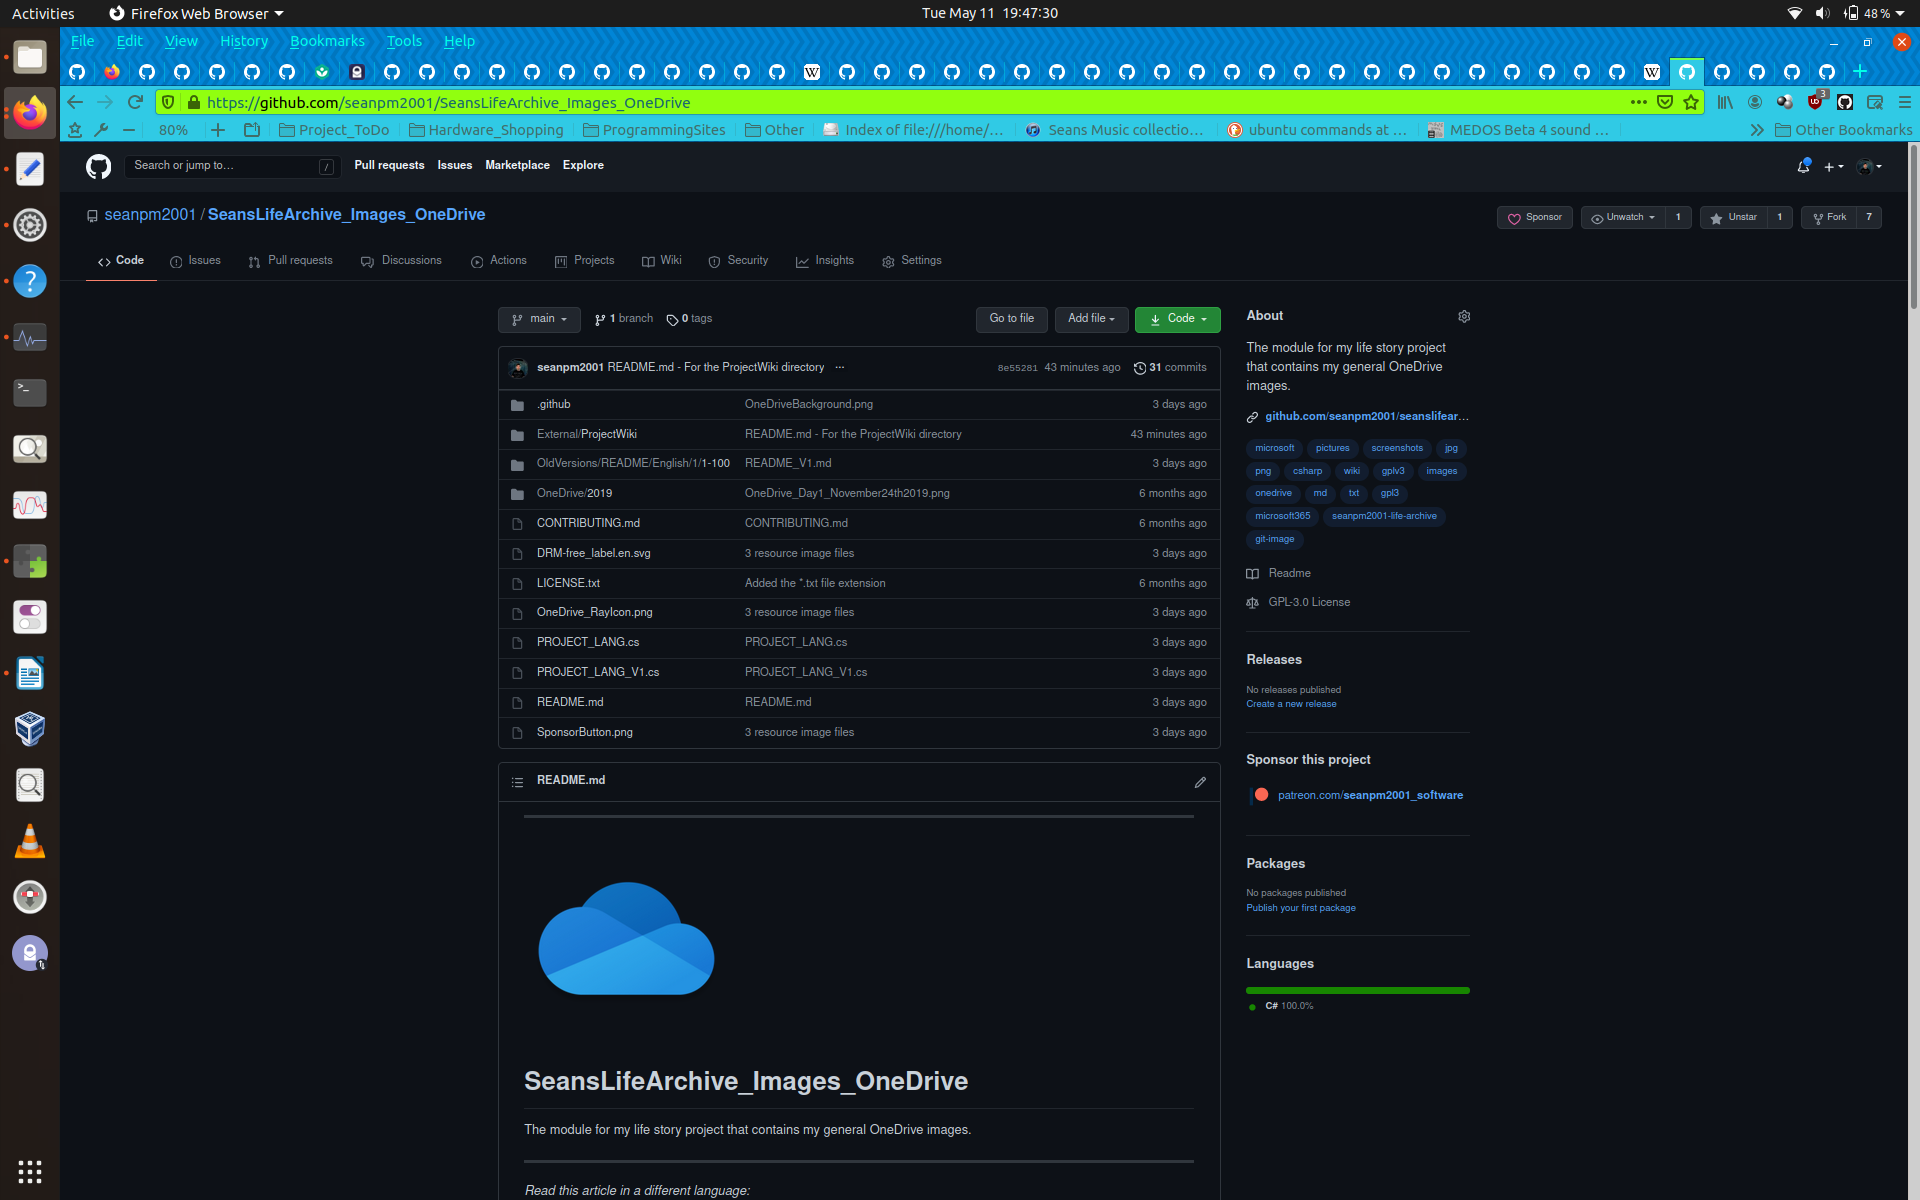 Activities Firefox Web Browser Tue May 11 19:47:30 48 %
File Edit View History Bookmarks Tools Help
https://github.com/seanpm2001/SeansLifeArchive_Images_OneDrive 3
80% Project_ToDo Hardware_Shopping ProgrammingSites Other Index of file:///home/... Seans Music collectio... ubuntu commands at ... MEDOS Beta 4 sound ... Other Bookmarks
Search or jump to... / Pull requests Issues Marketplace Explore
seanpm2001 / SeansLifeArchive_Images_OneDrive Sponsor Unwatch 1 Unstar 1 Fork 7
Code Issues Pull requests Discussions Actions Projects Wiki Security Insights Settings
main 1 branch 0 tags Go to file Add file Code
seanpm2001 README.md - For the ProjectWiki directory ... 8e55281 43 minutes ago 31 commits
.github OneDriveBackground.png 3 days ago
External/ProjectWiki README.md - For the ProjectWiki directory 43 minutes ago
OldVersions/README/English/1/1-100 README_V1.md 3 days ago
OneDrive/2019 OneDrive_Day1_November24th2019.png 6 months ago
CONTRIBUTING.md CONTRIBUTING.md 6 months ago
DRM-free_label.en.svg 3 resource image files 3 days ago
LICENSE.txt Added the *.txt file extension 6 months ago
OneDrive_RayIcon.png 3 resource image files 3 days ago
PROJECT_LANG.cs PROJECT_LANG.cs 3 days ago
PROJECT_LANG_V1.cs PROJECT_LANG_V1.cs 3 days ago
README.md README.md 3 days ago
SponsorButton.png 3 resource image files 3 days ago
README.md
SeansLifeArchive_Images_OneDrive
The module for my life story project that contains my general OneDrive images.
Read this article in a different language:
About
The module for my life story project
that contains my general OneDrive
images.
github.com/seanpm2001/seanslifear...
microsoft pictures screenshots jpg
png csharp wiki gplv3 images
onedrive md txt gpl3
microsoft365 seanpm2001-life-archive
git-image
Readme
GPL-3.0 License
Releases
No releases published
Create a new release
Sponsor this project
patreon.com/seanpm2001_software
Packages
No packages published
Publish your first package
Languages
C# 100.0%